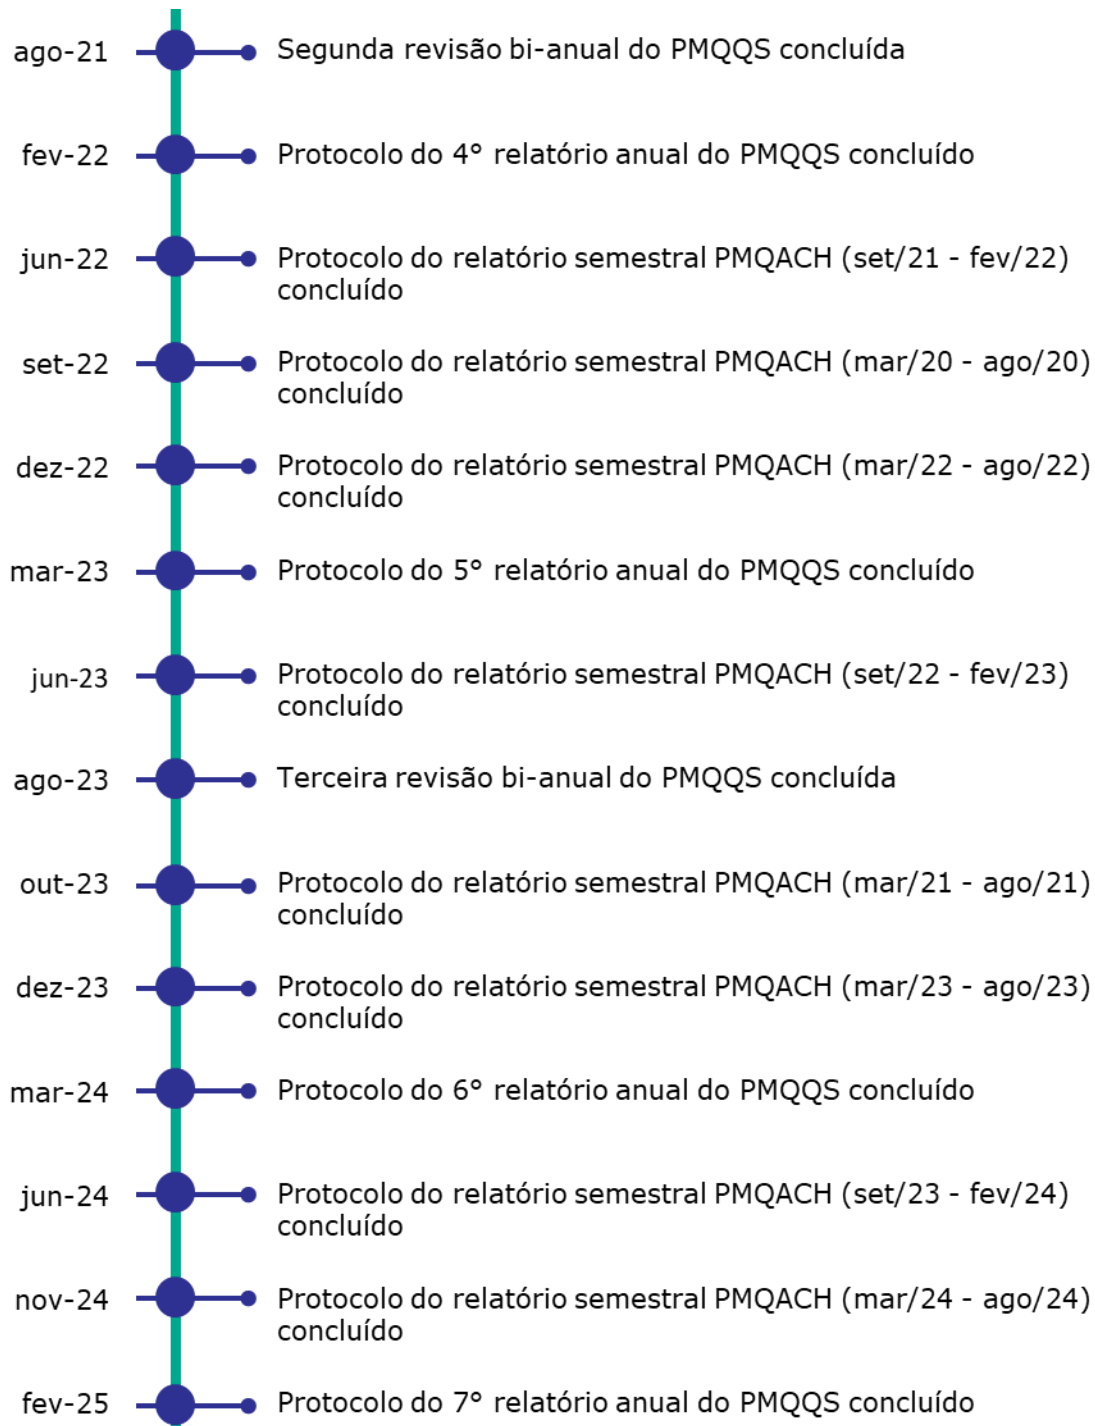 ago-21 Segunda revisão bi-anual do PMQQS concluída
fev-22 Protocolo do 4° relatório anual do PMQQS concluído
jun-22 Protocolo do relatório semestral PMQACH (set/21 - fev/22)
concluído
set-22 Protocolo do relatório semestral PMQACH (mar/20 - ago/20)
concluído
dez-22 Protocolo do relatório semestral PMQACH (mar/22 - ago/22)
concluído
mar-23 Protocolo do 5° relatório anual do PMQQS concluído
jun-23 Protocolo do relatório semestral PMQACH (set/22 - fev/23)
concluído
ago-23 Terceira revisão bi-anual do PMQQS concluída
out-23 Protocolo do relatório semestral PMQACH (mar/21 - ago/21)
concluído
dez-23 Protocolo do relatório semestral PMQACH (mar/23 - ago/23)
concluído
mar-24 Protocolo do 6° relatório anual do PMQQS concluído
jun-24 Protocolo do relatório semestral PMQACH (set/23 - fev/24)
concluído
nov-24 Protocolo do relatório semestral PMQACH (mar/24 - ago/24)
concluído
fev-25 Protocolo do 7° relatório anual do PMQQS concluído